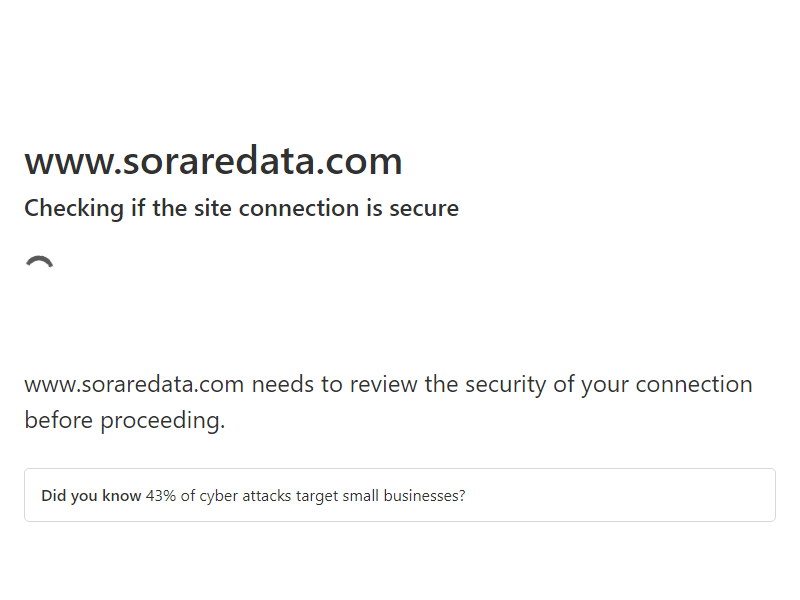 www.soraredata.com
Checking if the site connection is secure
www.soraredata.com needs to review the security of your connection
before proceeding.
Did you know 43% of cyber attacks target small businesses?